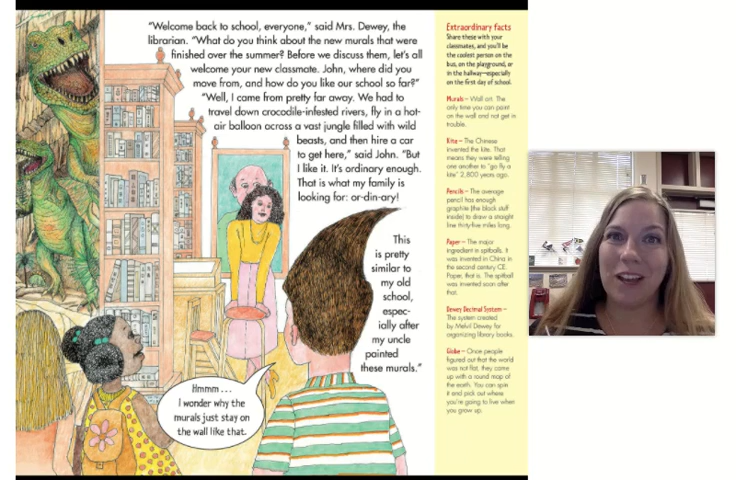 "Welcome back to school, everyone," said Mrs. Dewey, the
librarian. "What do you think about the new murals that were
finished over the summer? Before we discuss them, let's all
welcome your new classmate. John, where did you
move from, and how do you like our school so far?"
"Well, I came from pretty far away. We had to
travel down crocodile-infested rivers, fly in a hot-
air balloon across a vast jungle filled with wild
beasts, and then hire a car
to get here," said John. "But
I like it. It's ordinary enough.
That is what my family is
looking for: or-din-ary!
This
is pretty
similar to
my old
school,
espec-
ially after
my uncle
painted
these murals."
Hmmm . . .
I wonder why the
murals just stay on
the wall like that.
Extraordinary facts
Share these with your
classmates, and you'll be
the coolest person on the
bus, on the playground, or
in the hallway—especially
on the first day of school.
Murals – Wall art. The
only time you can paint
on the wall and not get in
trouble.
Kite – The Chinese
invented the kite. That
means they were telling
one another to "go fly a
kite" 2,800 years ago.
Pencils – The average
pencil has enough
graphite (the black stuff
inside) to draw a straight
line thirty-five miles long.
Paper – The major
ingredient in spitballs. It
was invented in China in
the second century CE.
Paper, that is. The spitball
was invented soon after
that.
Dewey Decimal System –
The system created
by Melvil Dewey for
organizing library books.
Globe – Once people
figured out that the world
was not flat, they came
up with a round map of
the earth. You can spin
it and pick out where
you're going to live when
you grow up.